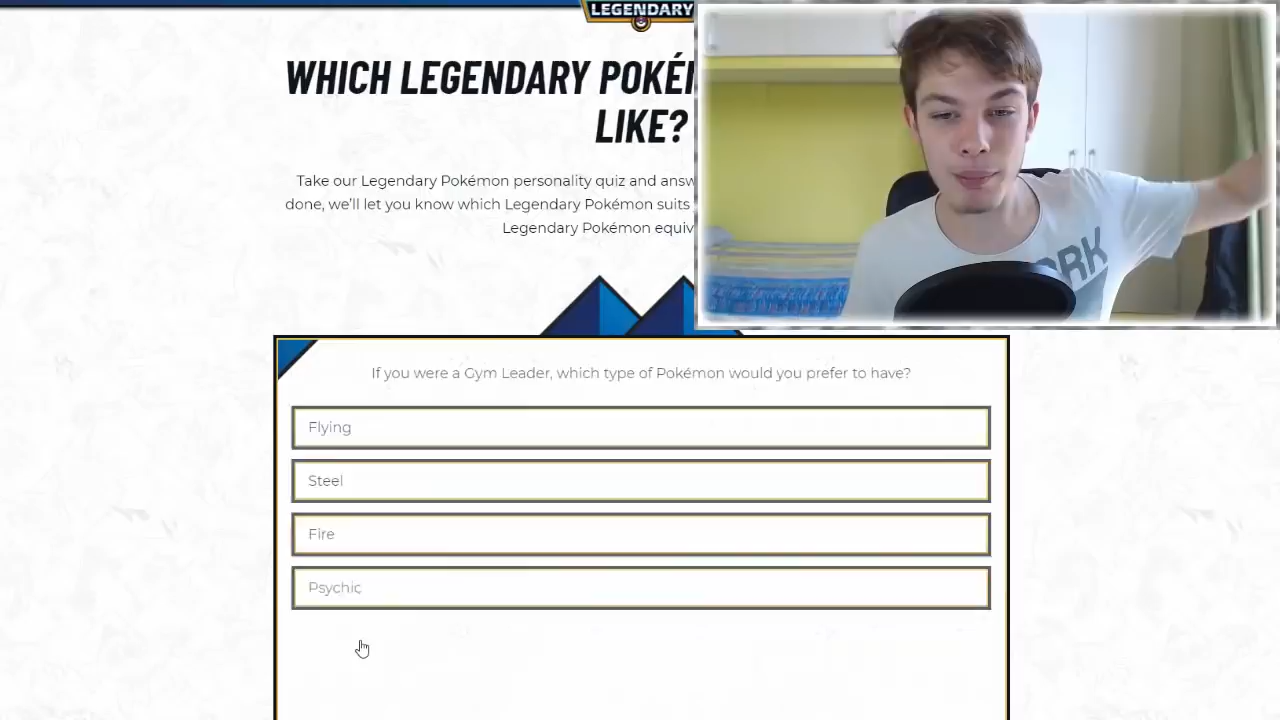 LEGENDARY
WHICH LEGENDARY POKÉ
LIKE?
Take our Legendary Pokémon personality quiz and
done, we'll let you know which Legendary Pokémon suits
Legendary Pokémon
If you were a Gym Leader, which type of Pokémon would you prefer to have?
Flying
Steel
Fire
Psychic